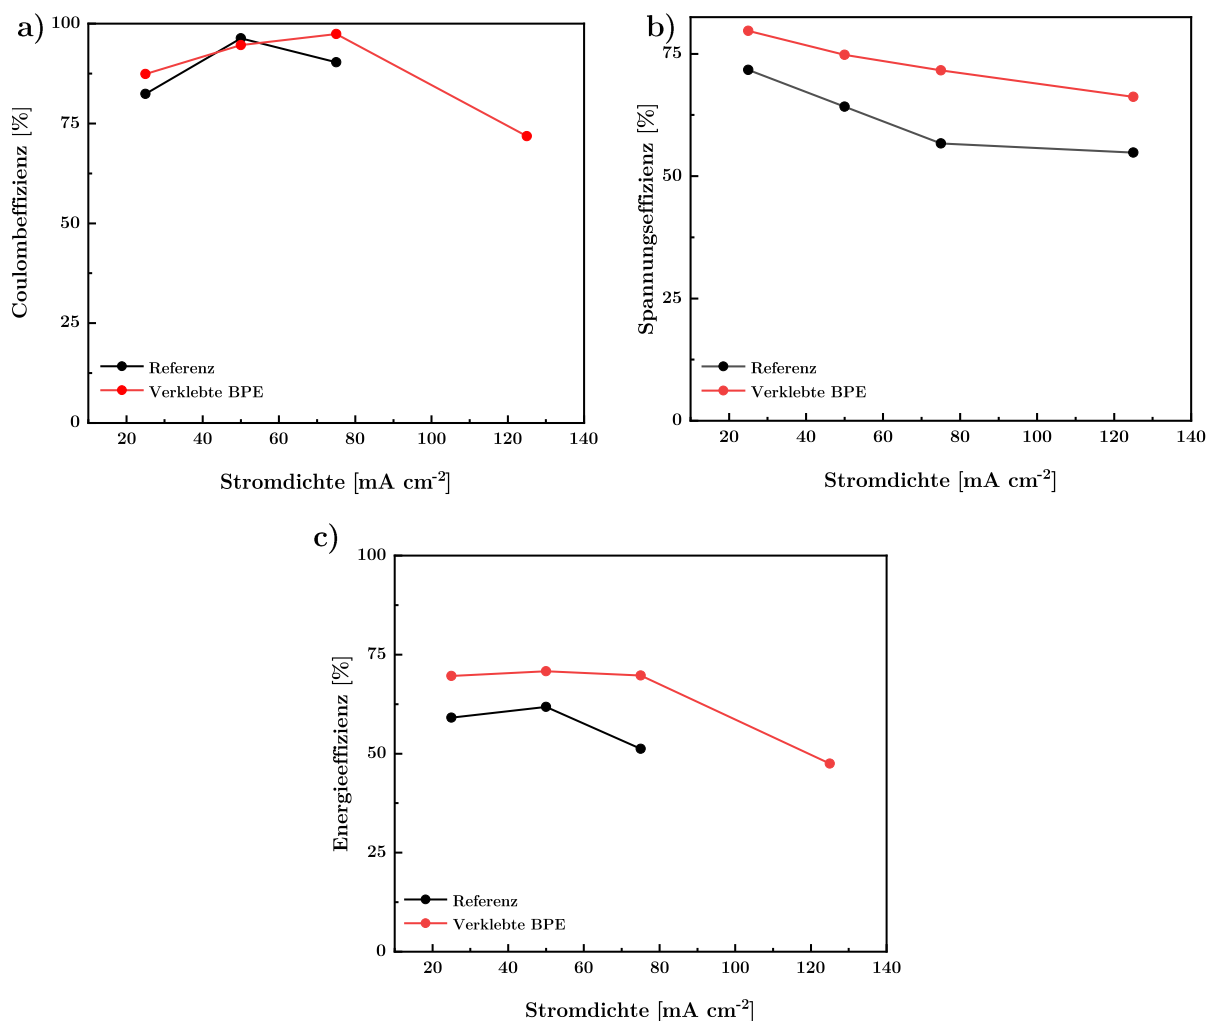 a)
100
75
50
25
0
Coulombeffizienz [%]
Referenz
Verklebte BPE
20 40 60 80 100 120 140
Stromdichte [mA cm-2]
b)
75
50
25
0
Spannungseffizienz [%]
Referenz
Verklebte BPE
20 40 60 80 100 120 140
Stromdichte [mA cm-2]
c)
100
75
50
25
0
Energieeffizienz [%]
Referenz
Verklebte BPE
20 40 60 80 100 120 140
Stromdichte [mA cm-2]